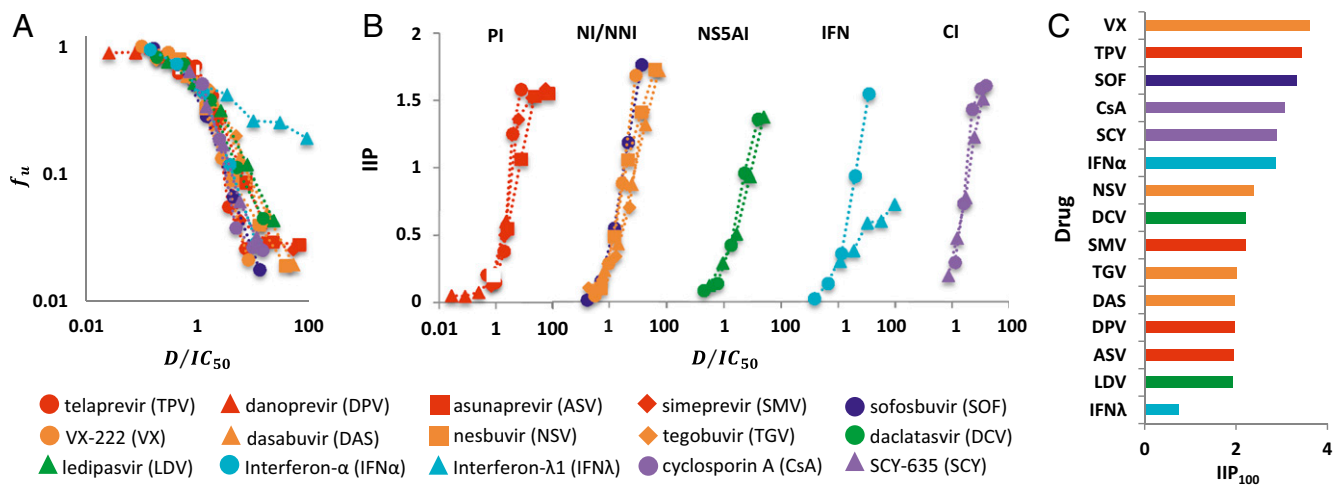 A
1
0.1
0.01
f_u
0.01
1
100
D/IC50
B
PI
NI/NNI
NS5AI
IFN
CI
2
1.5
1
0.5
0
IIP
0.01 1 100 1 100 1 100 1 100 1 100
D/IC50
D/IC50
C
Drug
VX
TPV
SOF
CsA
SCY
IFNα
NSV
DCV
SMV
TGV
DAS
DPV
ASV
LDV
IFNλ
0 2 4
IIP100
telaprevir (TPV) danoprevir (DPV) asunaprevir (ASV) simeprevir (SMV) sofosbuvir (SOF)
VX-222 (VX) dasabuvir (DAS) nesbuvir (NSV) tegobuvir (TGV) daclatasvir (DCV)
ledipasvir (LDV) Interferon-α (IFNα) Interferon-λ1 (IFNλ) cyclosporin A (CsA) SCY-635 (SCY)